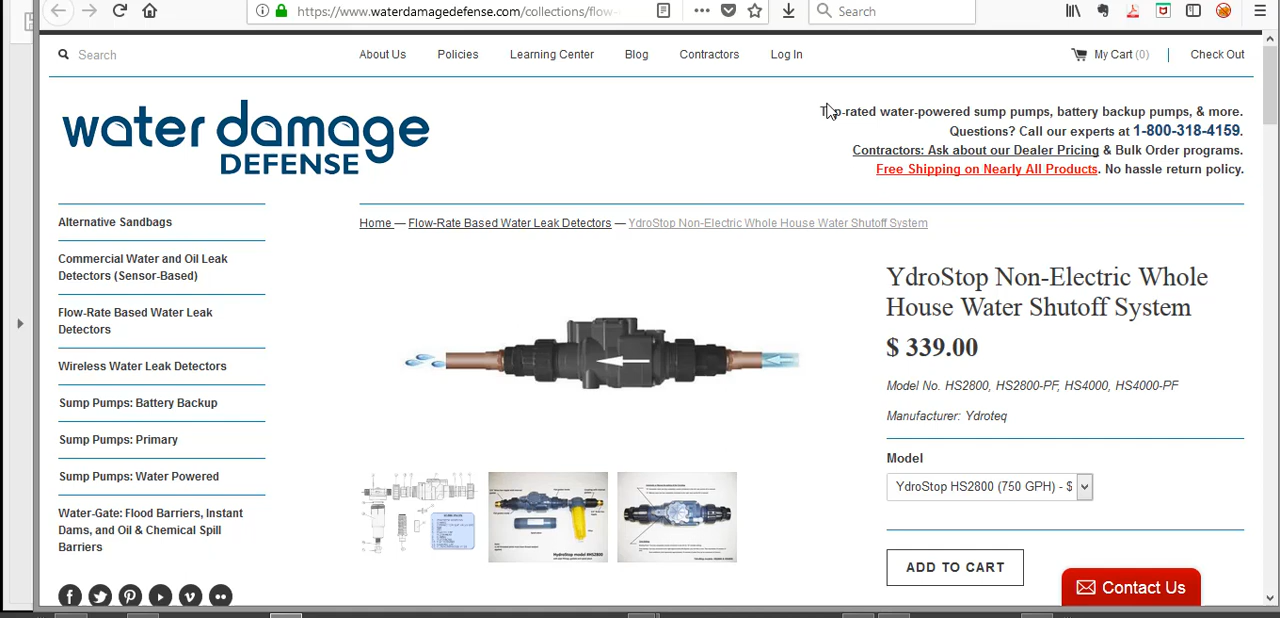 https://www.waterdamagedefense.com/collections/flow-
Search
Search
About Us
Policies
Learning Center
Blog
Contractors
Log In
My Cart (0)
Check Out
water damage
DEFENSE
Top-rated water-powered sump pumps, battery backup pumps, & more.
Questions? Call our experts at 1-800-318-4159.
Contractors: Ask about our Dealer Pricing & Bulk Order programs.
Free Shipping on Nearly All Products. No hassle return policy.
Alternative Sandbags
Commercial Water and Oil Leak
Detectors (Sensor-Based)
Flow-Rate Based Water Leak
Detectors
Wireless Water Leak Detectors
Sump Pumps: Battery Backup
Sump Pumps: Primary
Sump Pumps: Water Powered
Water-Gate: Flood Barriers, Instant
Dams, and Oil & Chemical Spill
Barriers
Home — Flow-Rate Based Water Leak Detectors — YdroStop Non-Electric Whole House Water Shutoff System
YdroStop Non-Electric Whole
House Water Shutoff System
$ 339.00
Model No. HS2800, HS2800-PF, HS4000, HS4000-PF
Manufacturer: Ydroteq
Model
YdroStop HS2800 (750 GPH) - $
ADD TO CART
Contact Us
HydroStop model HS2800